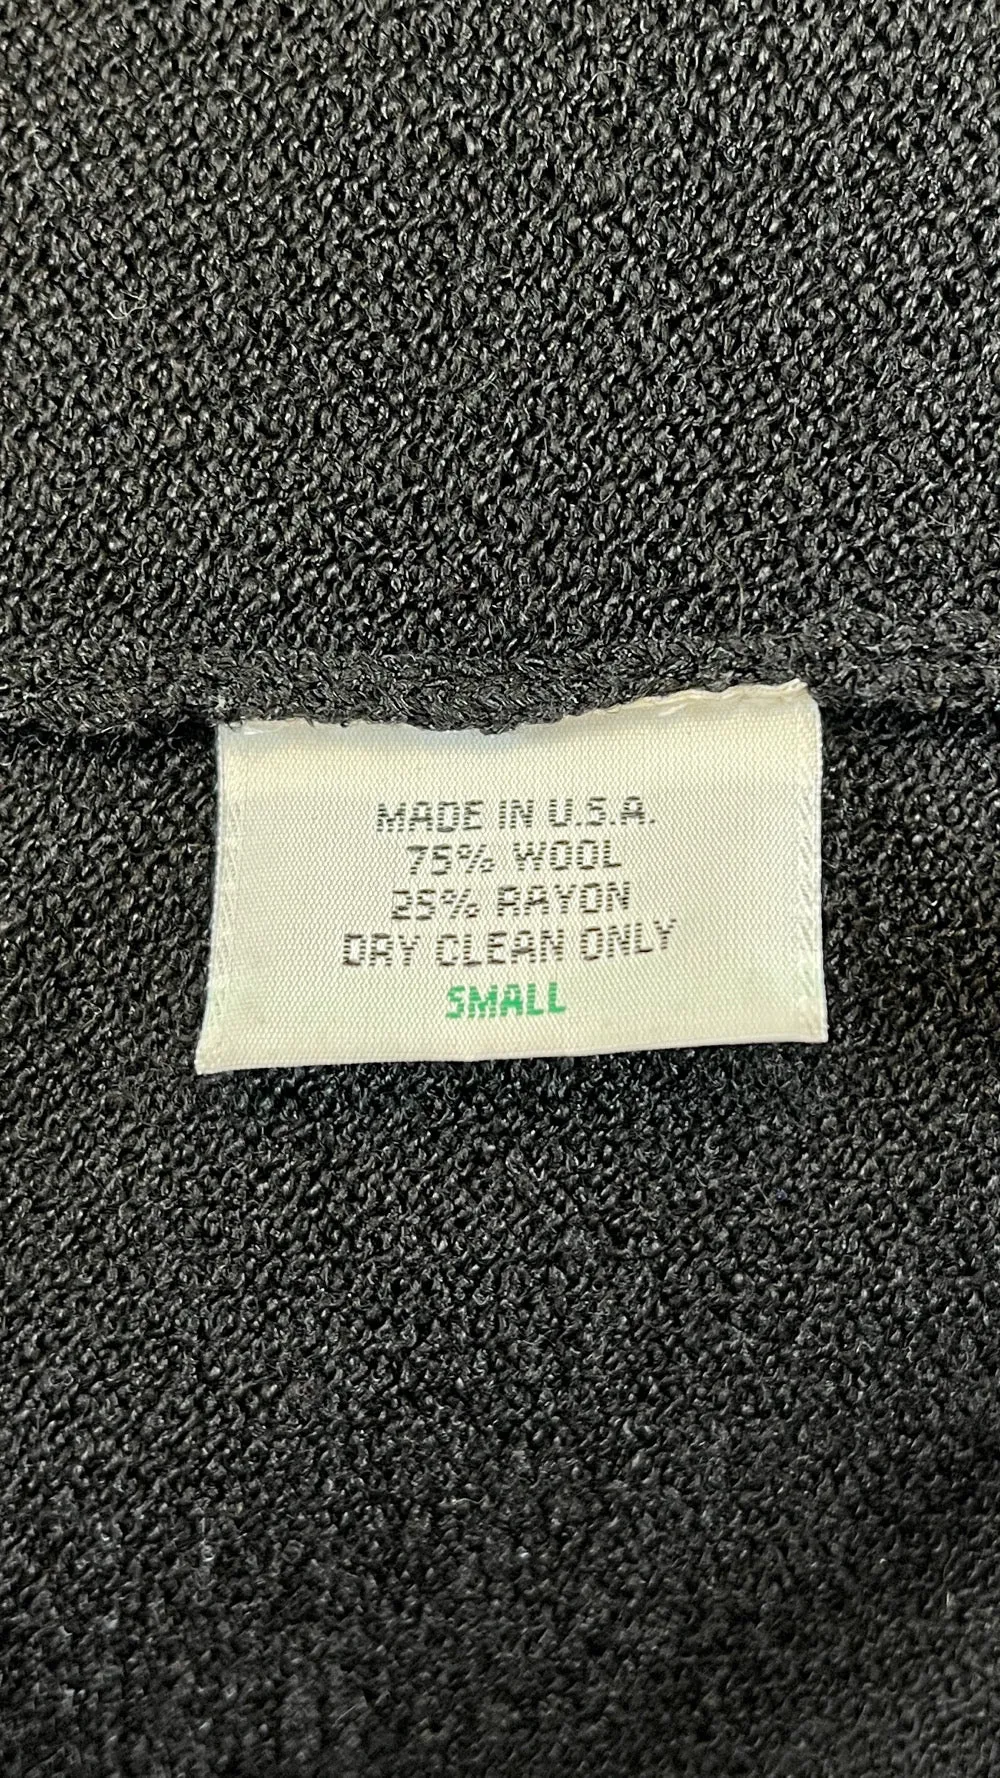 MADE IN U.S.A.
75% WOOL
25% RAYON
DRY CLEAN ONLY
SMALL